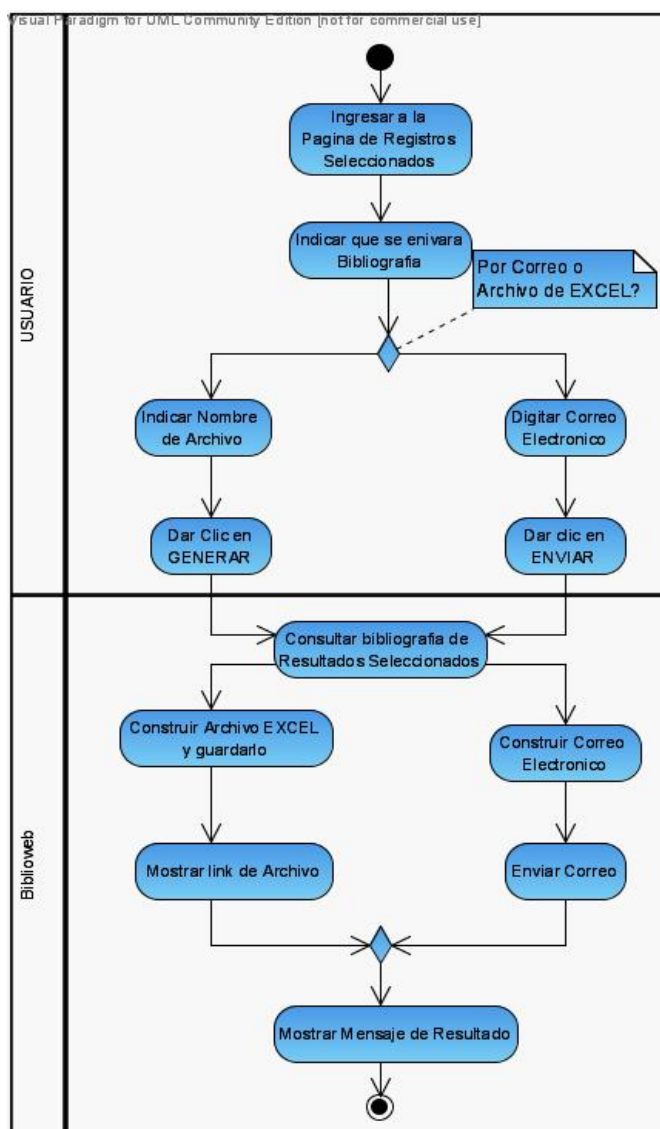 Visual Paradigm for UML Community Edition [not for commercial use]
USUARIO
Ingresar a la
Pagina de Registros
Seleccionados
Indicar que se enivara
Bibliografia
Por Correo o
Archivo de EXCEL?
Indicar Nombre
de Archivo
Digitar Correo
Electronico
Dar Clic en
GENERAR
Dar clic en
ENVIAR
Biblioweb
Consultar bibliografia de
Resultados Seleccionados
Construir Archivo EXCEL
y guardarlo
Construir Correo
Electronico
Mostrar link de Archivo
Enviar Correo
Mostrar Mensaje de Resultado